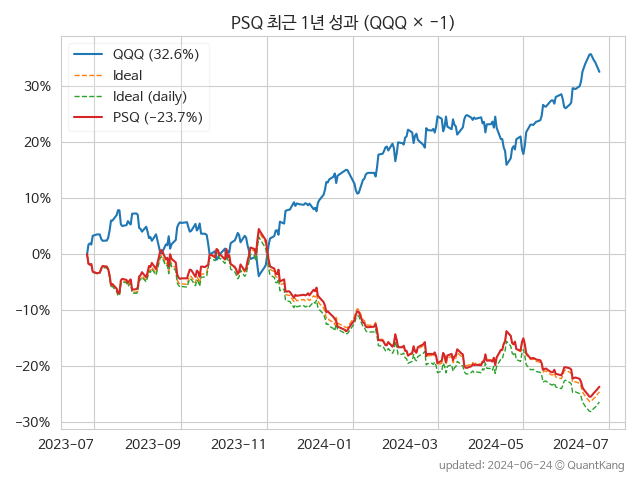 PSQ 최근 1년 성과 (QQQ × −1)
QQQ (32.6%)
Ideal
Ideal (daily)
PSQ (−23.7%)
30%
20%
10%
0%
−10%
−20%
−30%
2023-07 2023-09 2023-11 2024-01 2024-03 2024-05 2024-07
updated: 2024-06-24 © QuantKang